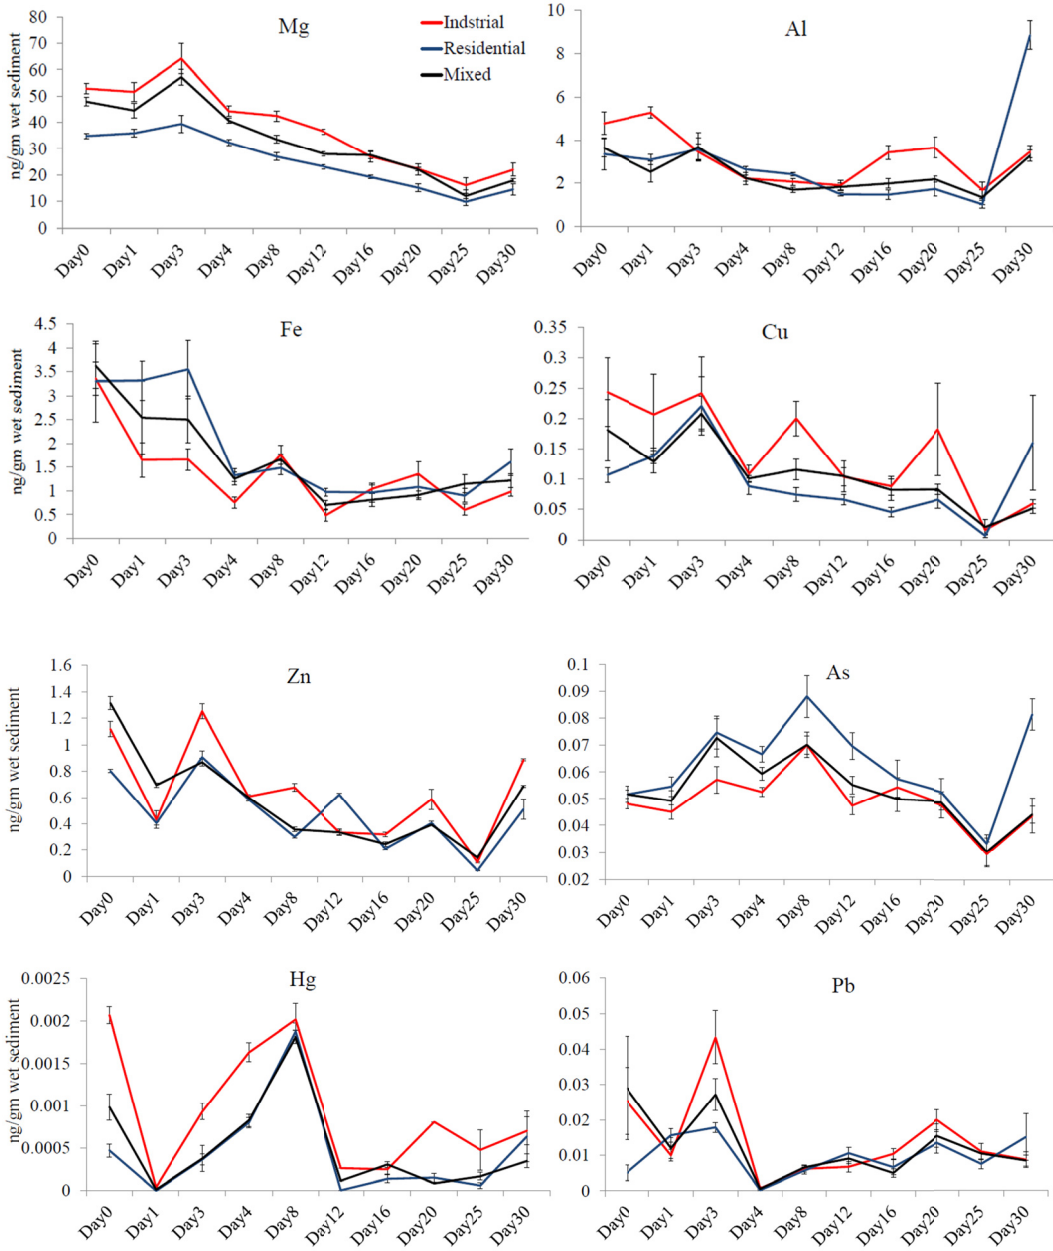 Mg
Indstrial
Residential
Mixed
ng/gm wet sediment
80
70
60
50
40
30
20
10
0
Day0 Day1 Day3 Day4 Day8 Day12 Day16 Day20 Day25 Day30
Al
10
8
6
4
2
0
Day0 Day1 Day3 Day4 Day8 Day12 Day16 Day20 Day25 Day30
Fe
ng/gm wet sediment
4.5
4
3.5
3
2.5
2
1.5
1
0.5
0
Day0 Day1 Day3 Day4 Day8 Day12 Day16 Day20 Day25 Day30
Cu
0.35
0.3
0.25
0.2
0.15
0.1
0.05
0
Day0 Day1 Day3 Day4 Day8 Day12 Day16 Day20 Day25 Day30
Zn
ng/gm wet sediment
1.6
1.4
1.2
1
0.8
0.6
0.4
0.2
0
Day0 Day1 Day3 Day4 Day8 Day12 Day16 Day20 Day25 Day30
As
0.1
0.09
0.08
0.07
0.06
0.05
0.04
0.03
0.02
Day0 Day1 Day3 Day4 Day8 Day12 Day16 Day20 Day25 Day30
Hg
ng/gm wet sediment
0.0025
0.002
0.0015
0.001
0.0005
0
Day0 Day1 Day3 Day4 Day8 Day12 Day16 Day20 Day25 Day30
Pb
0.06
0.05
0.04
0.03
0.02
0.01
0
Day0 Day1 Day3 Day4 Day8 Day12 Day16 Day20 Day25 Day30